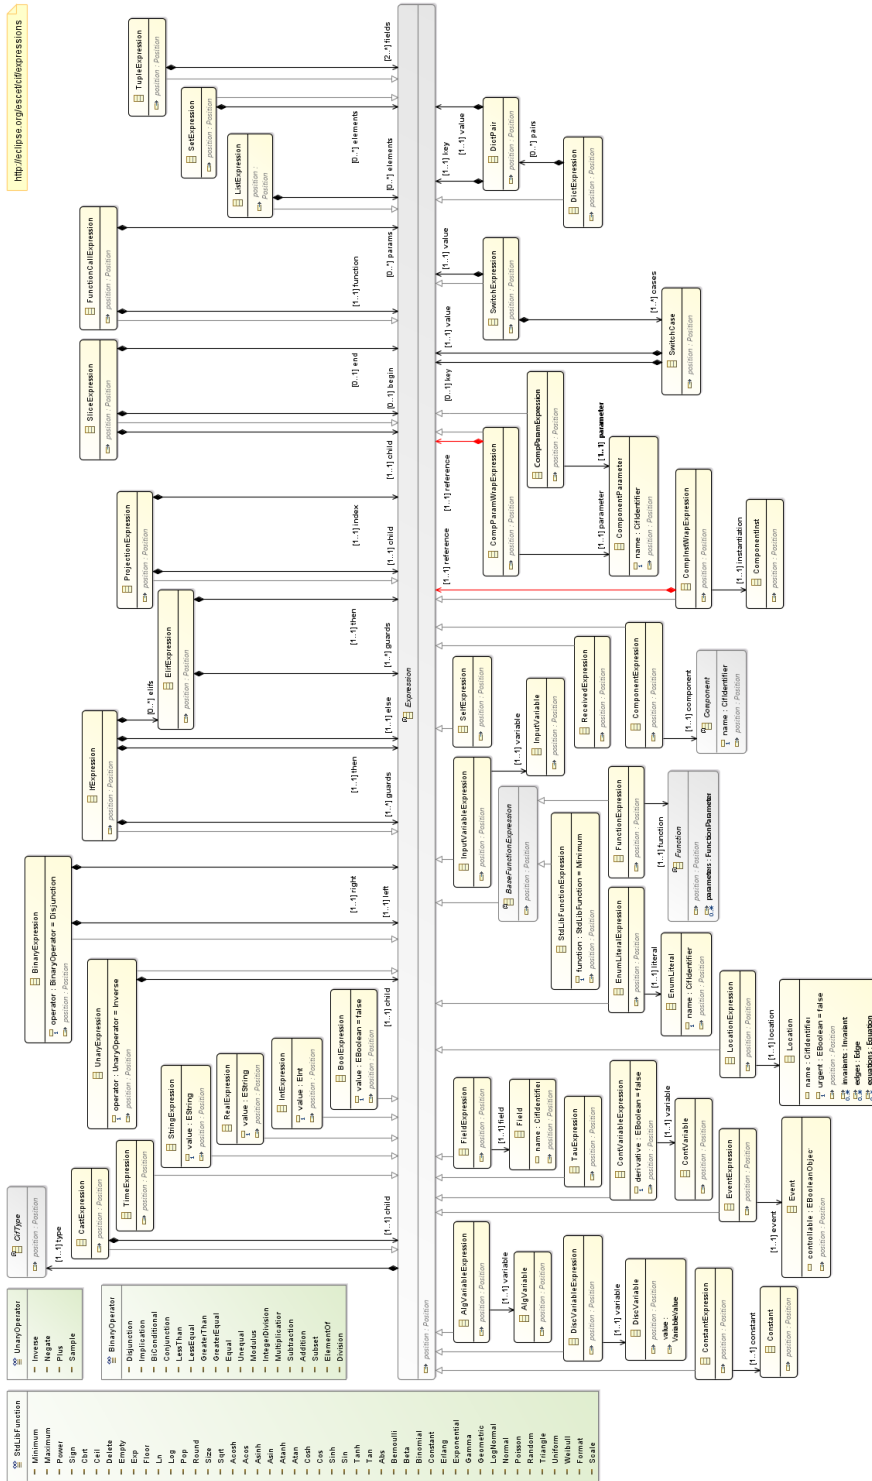 http://eclipse.org/escet/cif/expressions
TupleExpression
position : Position
[2..*] fields
SetExpression
position : Position
[0..*] elements
ListExpression
position :
Position
[0..*] elements
FunctionCallExpression
position : Position
[0..*] params
[1..1] function
SliceExpression
position : Position
[0..1] end
[0..1] begin
[1..1] child
ProjectionExpression
position : Position
[1..1] index
[1..1] child
ElifExpression
position : Position
[1..1] then
[1..*] guards
IfExpression
position : Position
[0..*] elifs
[1..1] else
[1..1] then
[1..*] guards
BinaryExpression
operator : BinaryOperator = Disjunction
position : Position
[1..1] right
[1..1] left
UnaryExpression
operator : UnaryOperator = Inverse
position : Position
[1..1] child
BoolExpression
value : EBoolean = false
position : Position
IntExpression
value : EInt
position : Position
RealExpression
value : EString
position : Position
StringExpression
value : EString
position : Position
TimeExpression
position : Position
CastExpression
position : Position
[1..1] child
CifType
position : Position
[1..1] type
Expression
position : Position
DictPair
position : Position
[1..1] key
[1..1] value
[0..*] pairs
DictExpression
position : Position
SwitchExpression
position : Position
[1..1] value
[1..*] cases
SwitchCase
position : Position
[1..1] value
[0..1] key
CompParamExpression
position : Position
[1..1] parameter
CompParamWrapExpression
position : Position
[1..1] reference
[1..1] parameter
ComponentParameter
name : CifIdentifier
position : Position
CompInstWrapExpression
position : Position
[1..1] reference
[1..1] instantiation
ComponentInst
position : Position
ComponentExpression
position : Position
[1..1] component
Component
name : CifIdentifier
position : Position
ReceivedExpression
position : Position
SelfExpression
position : Position
InputVariableExpression
position : Position
[1..1] variable
InputVariable
position : Position
BaseFunctionExpression
position : Position
FunctionExpression
position : Position
[1..1] function
Function
position : Position
parameters : FunctionParameter
StdLibFunctionExpression
function : StdLibFunction = Minimum
position : Position
EnumLiteralExpression
position : Position
[1..1] literal
EnumLiteral
name : CifIdentifier
position : Position
LocationExpression
position : Position
[1..1] location
Location
name : CifIdentifier
urgent : EBoolean = false
position : Position
invariants : Invariant
edges : Edge
equations : Equation
FieldExpression
position : Position
[1..1] field
Field
name : CifIdentifier
position : Position
TauExpression
position : Position
ContVariableExpression
derivative : EBoolean = false
position : Position
[1..1] variable
ContVariable
position : Position
EventExpression
position : Position
[1..1] event
Event
controllable : EBooleanObjec
position : Position
AlgVariableExpression
position : Position
[1..1] variable
AlgVariable
position : Position
DiscVariableExpression
position : Position
[1..1] variable
DiscVariable
value :
VariableValue
position : Position
ConstantExpression
position : Position
[1..1] constant
Constant
position : Position
UnaryOperator
Inverse
Negate
Plus
Sample
BinaryOperator
Disjunction
Implication
BiConditional
Conjunction
LessThan
LessEqual
GreaterThan
GreaterEqual
Equal
Unequal
Modulus
IntegerDivision
Multiplication
Subtraction
Addition
Subset
ElementOf
Division
StdLibFunction
Minimum
Maximum
Power
Sign
Cbrt
Ceil
Delete
Empty
Exp
Floor
Ln
Log
Pop
Round
Size
Sqrt
Acosh
Acos
Asinh
Asin
Atanh
Atan
Cosh
Cos
Sinh
Sin
Tanh
Tan
Abs
Bernoulli
Beta
Binomial
Constant
Erlang
Exponential
Gamma
Geometric
LogNormal
Normal
Poisson
Random
Triangle
Uniform
Weibull
Format
Scale